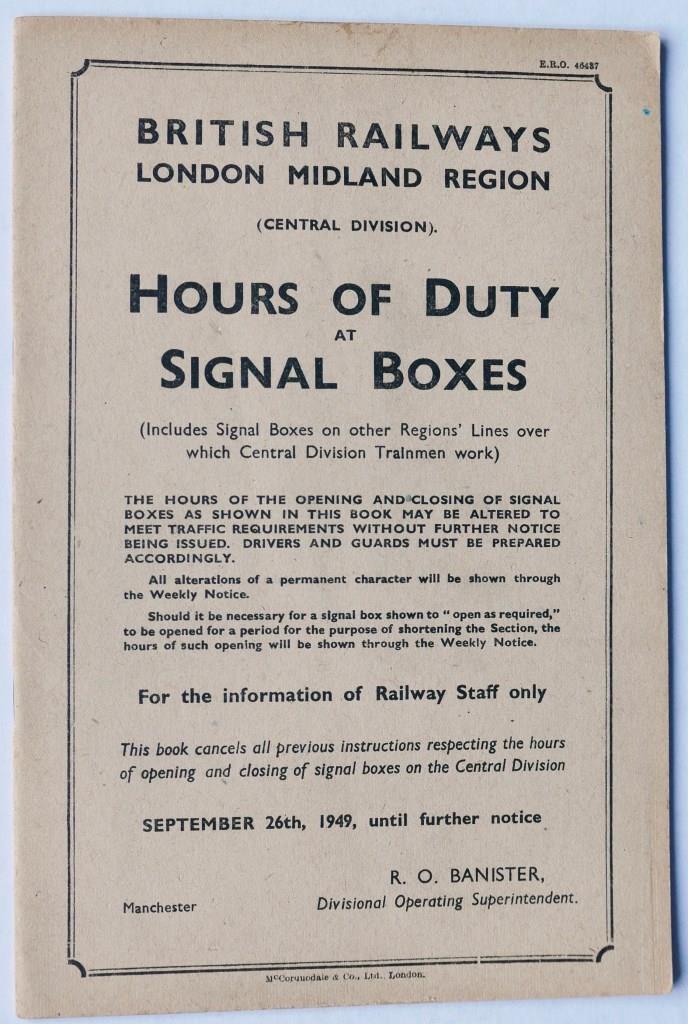 E.R.O. 46437
BRITISH RAILWAYS
LONDON MIDLAND REGION
(CENTRAL DIVISION).
HOURS OF DUTY
AT
SIGNAL BOXES
(Includes Signal Boxes on other Regions' Lines over
which Central Division Trainmen work)
THE HOURS OF THE OPENING AND CLOSING OF SIGNAL
BOXES AS SHOWN IN THIS BOOK MAY BE ALTERED TO
MEET TRAFFIC REQUIREMENTS WITHOUT FURTHER NOTICE
BEING ISSUED. DRIVERS AND GUARDS MUST BE PREPARED
ACCORDINGLY.
All alterations of a permanent character will be shown through
the Weekly Notice.
Should it be necessary for a signal box shown to "open as required,"
to be opened for a period for the purpose of shortening the Section, the
hours of such opening will be shown through the Weekly Notice.
For the information of Railway Staff only
This book cancels all previous instructions respecting the hours
of opening and closing of signal boxes on the Central Division
SEPTEMBER 26th, 1949, until further notice
R. O. BANISTER,
Manchester Divisional Operating Superintendent.
McCorquodale & Co., Ltd., London.